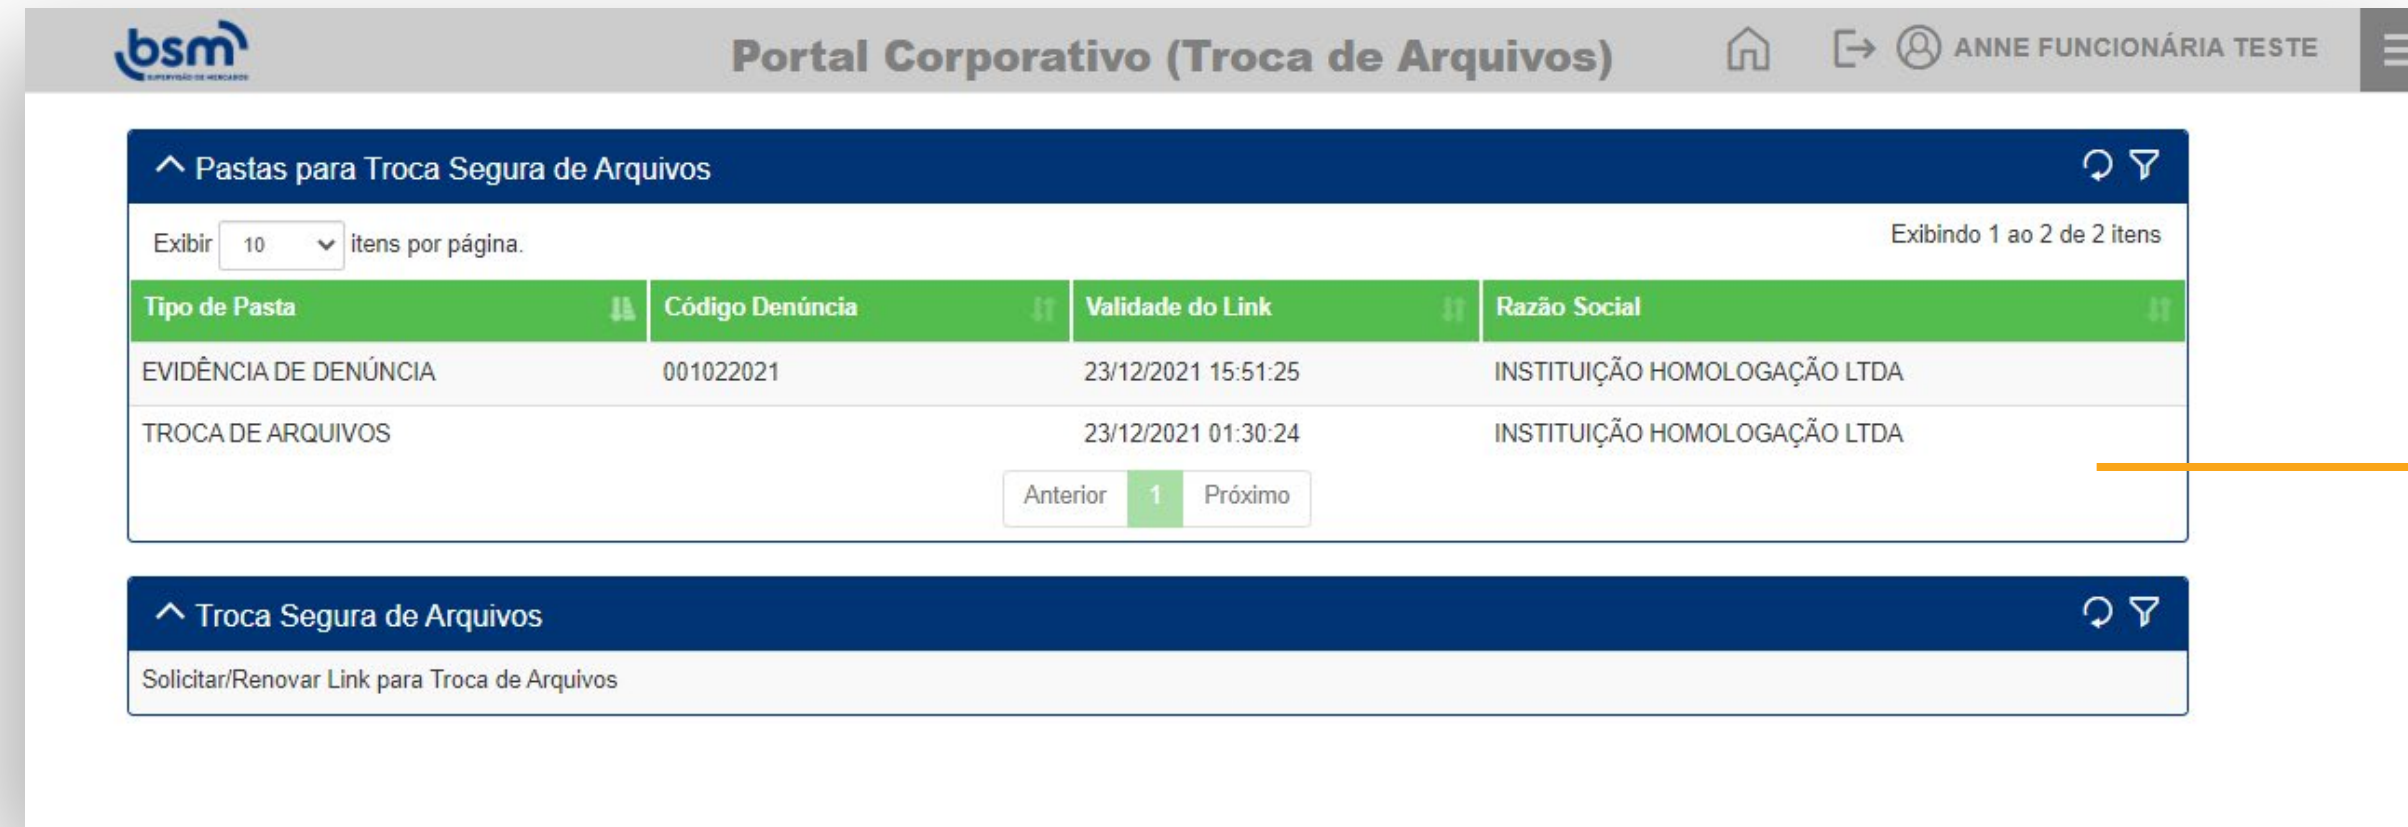 bsm
SUPERVISÃO DE MERCADOS
Portal Corporativo (Troca de Arquivos)
ANNE FUNCIONÁRIA TESTE
Pastas para Troca Segura de Arquivos
Exibir 10 itens por página.
Exibindo 1 ao 2 de 2 itens
Tipo de Pasta Código Denúncia Validade do Link Razão Social
EVIDÊNCIA DE DENÚNCIA 001022021 23/12/2021 15:51:25 INSTITUIÇÃO HOMOLOGAÇÃO LTDA
TROCA DE ARQUIVOS 23/12/2021 01:30:24 INSTITUIÇÃO HOMOLOGAÇÃO LTDA
Anterior 1 Próximo
Troca Segura de Arquivos
Solicitar/Renovar Link para Troca de Arquivos